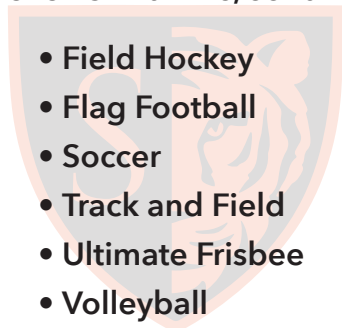 • Field Hockey
• Flag Football
• Soccer
• Track and Field
• Ultimate Frisbee
• Volleyball